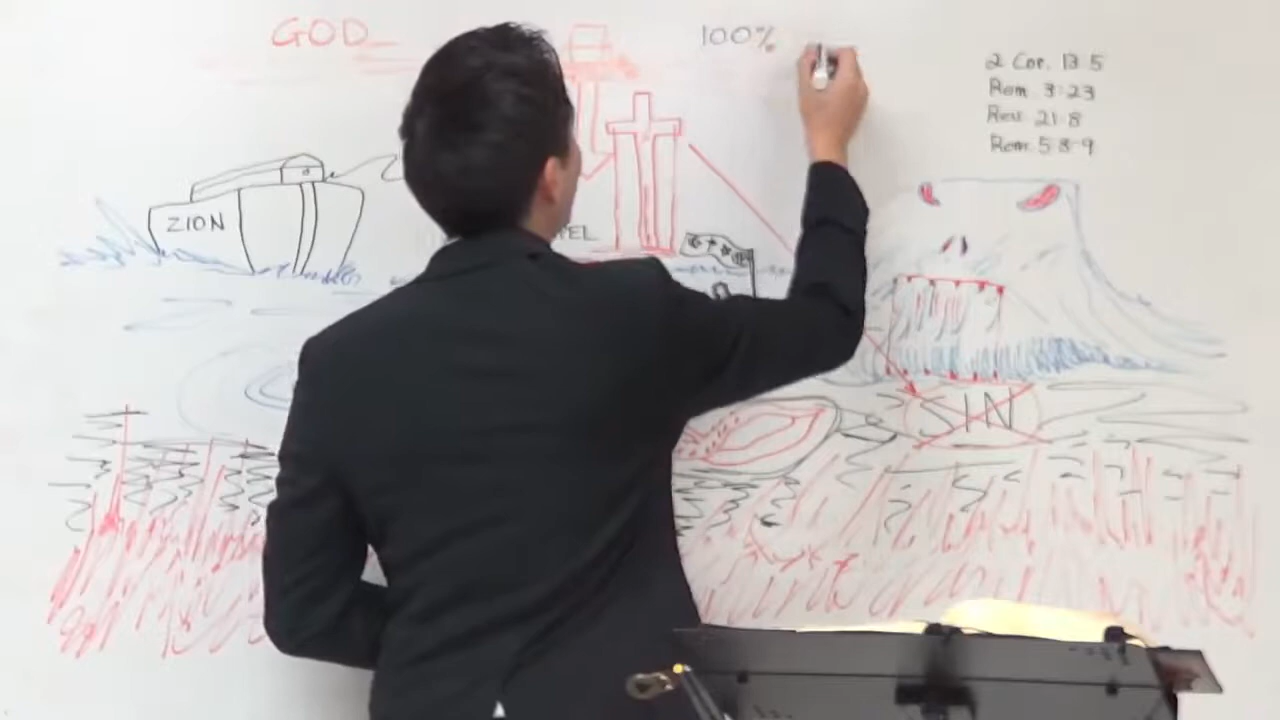 GOD
100%
2 Cor. 13:5
Rom 3:23
Rev 21:8
Rom 5:8-9
ZION
SIN